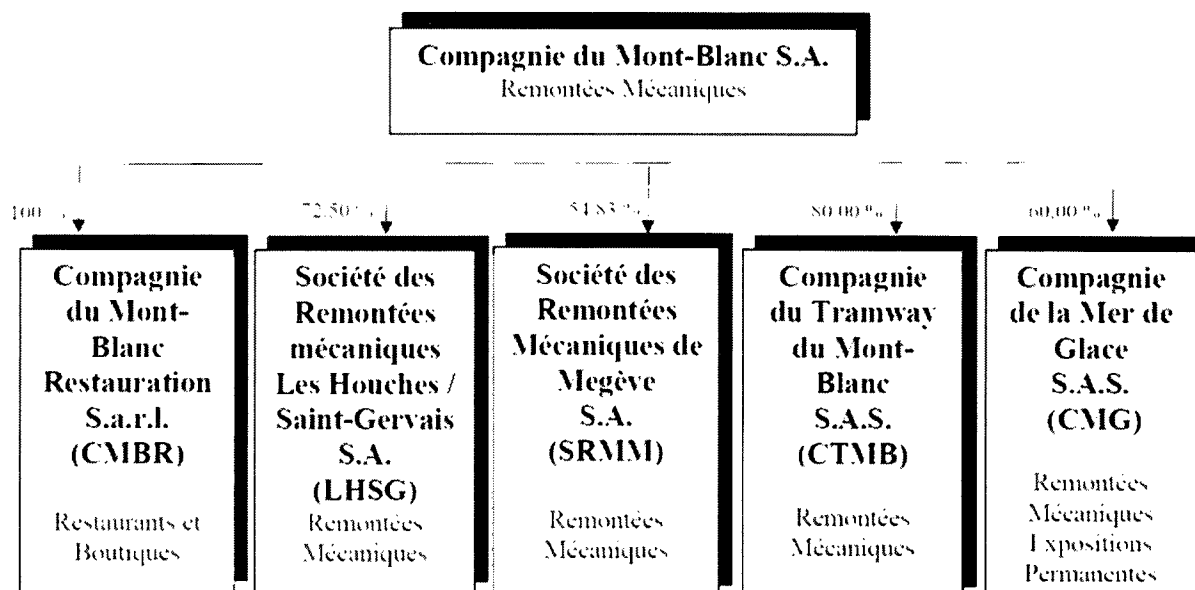 Compagnie du Mont-Blanc S.A.
Remontées Mécaniques
100
72.50 %
54.83 %
80.00 %
60,00 %
Compagnie
du Mont-
Blanc
Restauration
S.a.r.l.
(CMBR)
Restaurants et
Boutiques
Société des
Remontées
mécaniques
Les Houches /
Saint-Gervais
S.A.
(LHSG)
Remontées
Mécaniques
Société des
Remontées
Mécaniques de
Megève
S.A.
(SRMM)
Remontées
Mécaniques
Compagnie
du Tramway
du Mont-
Blanc
S.A.S.
(CTMB)
Remontées
Mécaniques
Compagnie
de la Mer de
Glace
S.A.S.
(CMG)
Remontées
Mécaniques
Expositions
Permanentes